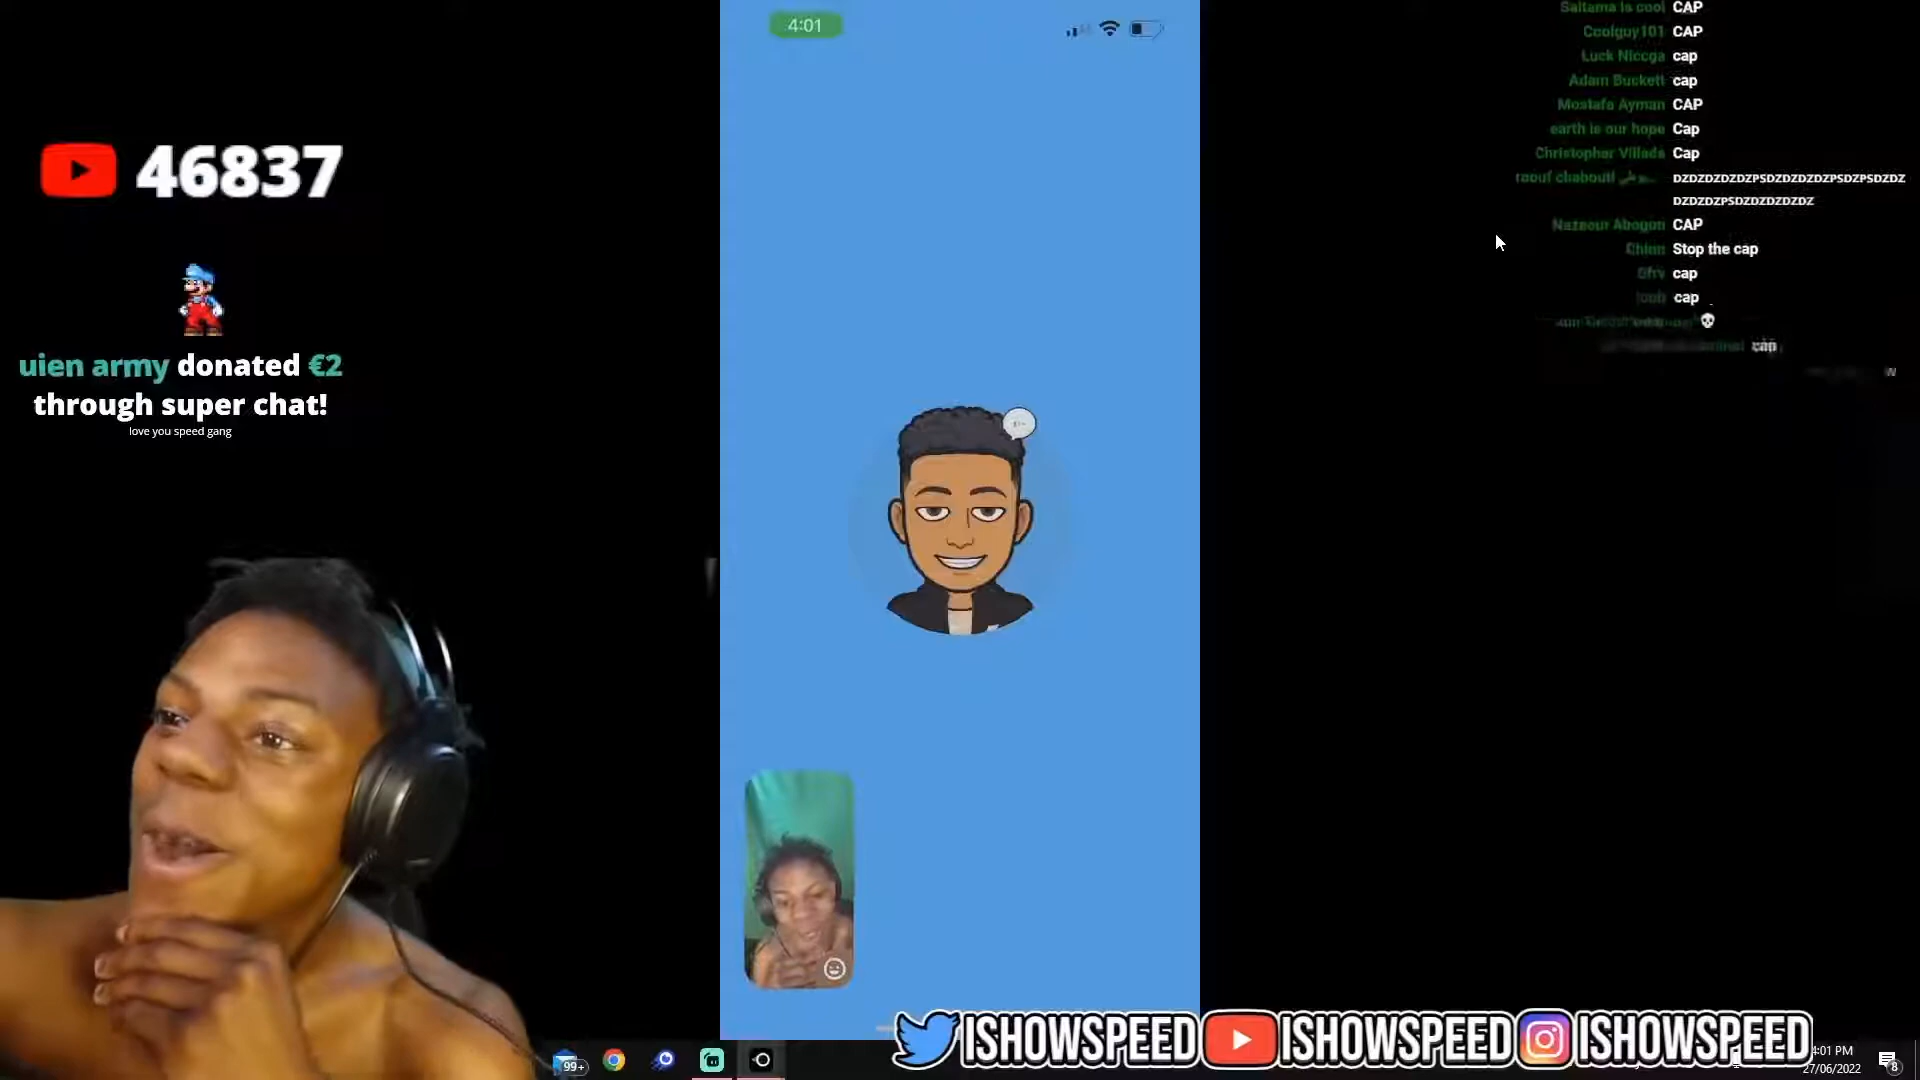 46837
uien army donated €2
through super chat!
love you speed gang
4:01
Saitama is cool CAP
Coolguy101 CAP
Luck Niccga cap
Adam Buckett cap
Mostafa Ayman CAP
earth is our hope Cap
Christopher Villada Cap
raouf chabouti DZDZDZDZDZPSDZDZDZDZPSDZPSDZDZ
DZDZDZPSDZDZDZDZDZ
CAP
Stop the cap
cap
cap
cap
W
ISHOWSPEED ISHOWSPEED ISHOWSPEED
99+
4:01 PM
27/06/2022
8